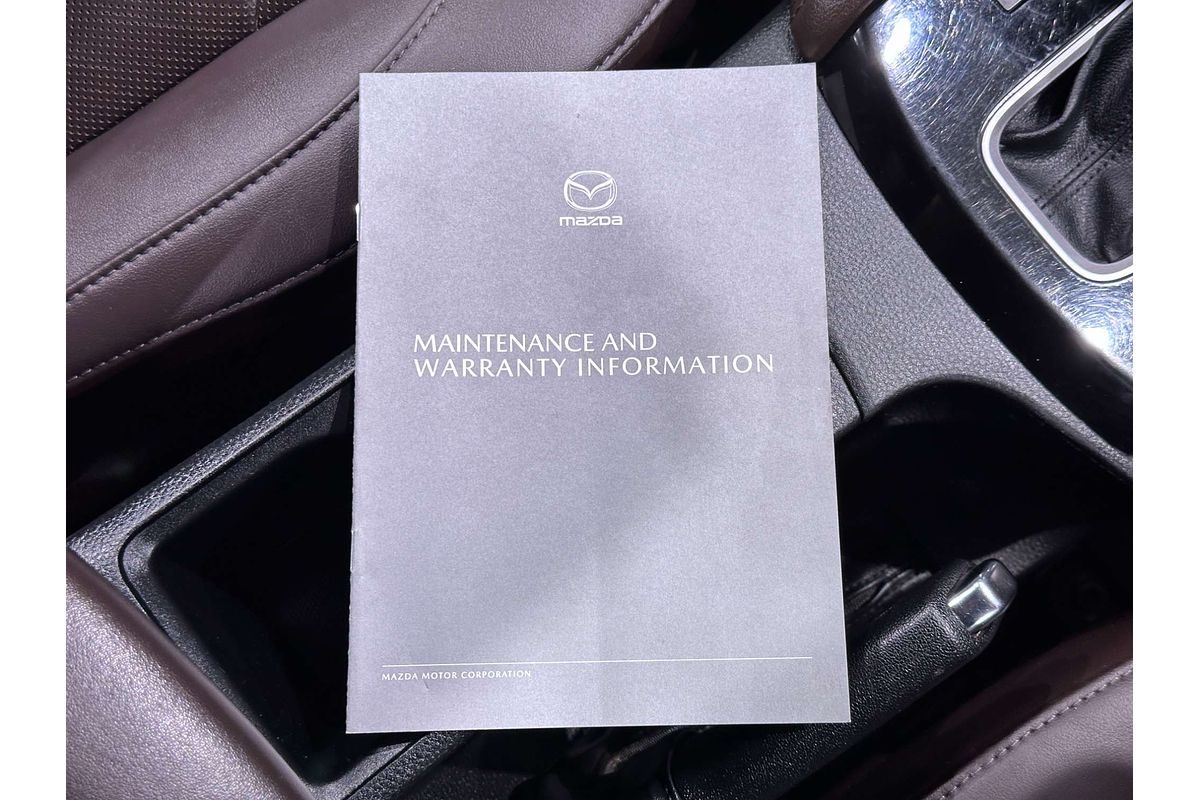 mazda
MAINTENANCE AND
WARRANTY INFORMATION
MAZDA MOTOR CORPORATION